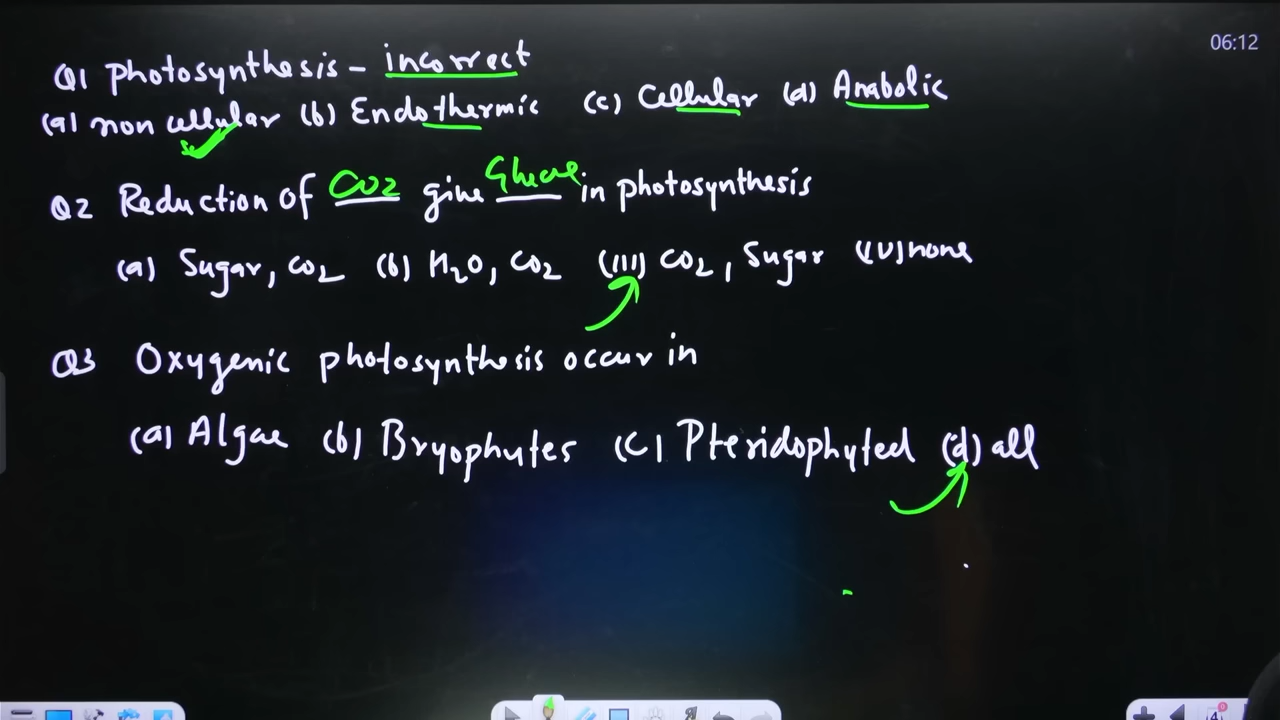 06:12
Q1 Photosynthesis - incorrect
(a) non cellular (b) Endothermic (c) Cellular (d) Anabolic
Q2 Reduction of CO2 give Glucose in photosynthesis
(a) Sugar, CO2 (b) H2O, CO2 (III) CO2, Sugar (IV) none
Q3 Oxygenic photosynthesis occur in
(a) Algae (b) Bryophytes (C) Pteridophyted (d) all